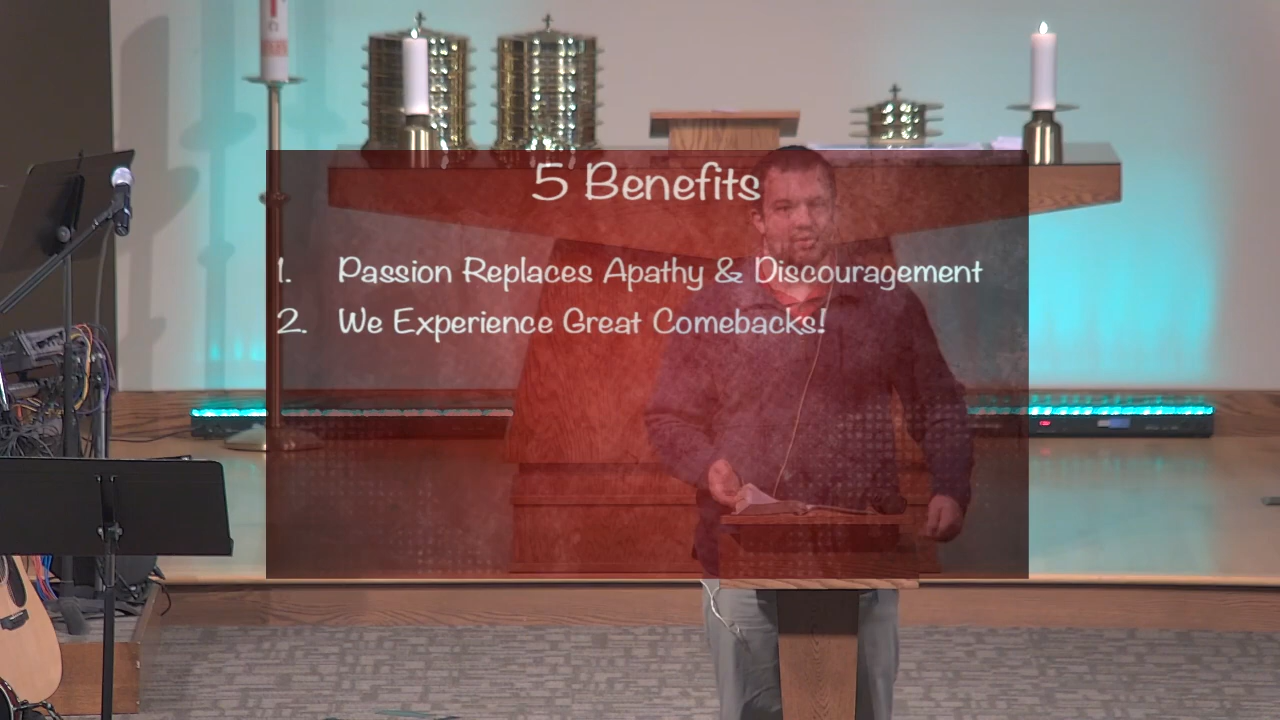 5 Benefits
1. Passion Replaces Apathy & Discouragement
2. We Experience Great Comebacks!